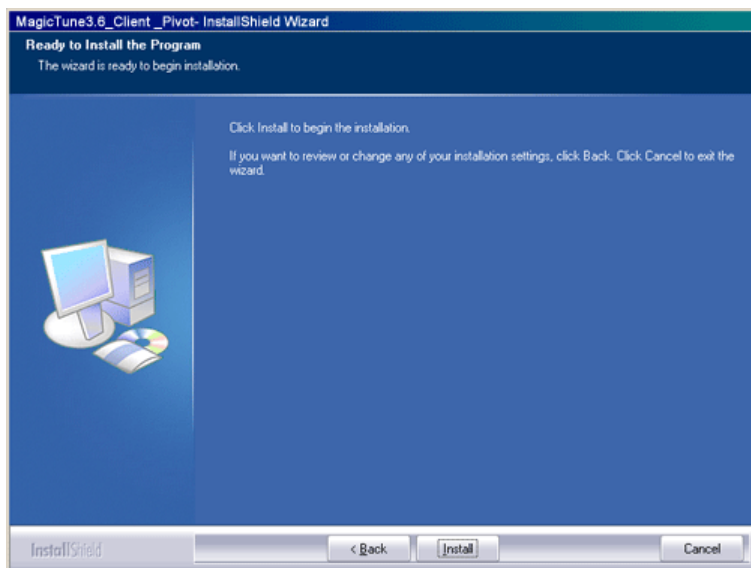 MagicTune3.6_Client _Pivot- InstallShield Wizard
Ready to Install the Program
The wizard is ready to begin installation.
Click Install to begin the installation.
If you want to review or change any of your installation settings, click Back. Click Cancel to exit the
wizard.
InstallShield
< Back
Install
Cancel